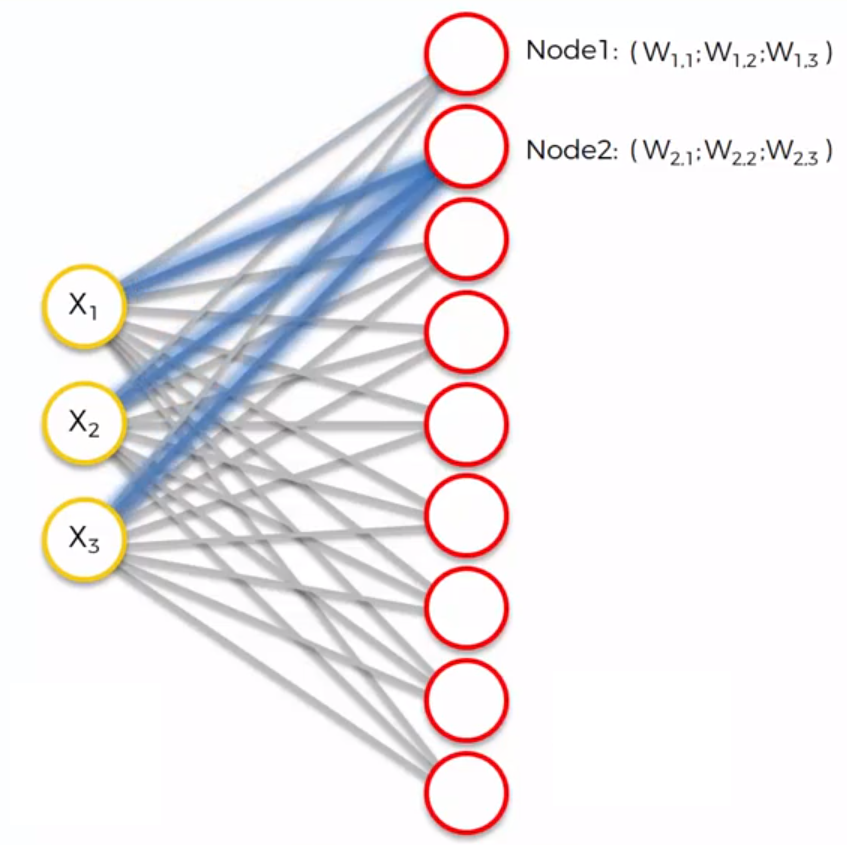 Node1: (W₁,₁;W₁,₂;W₁,₃)
Node2: (W₂,₁;W₂,₂;W₂,₃)
X₁
X₂
X₃